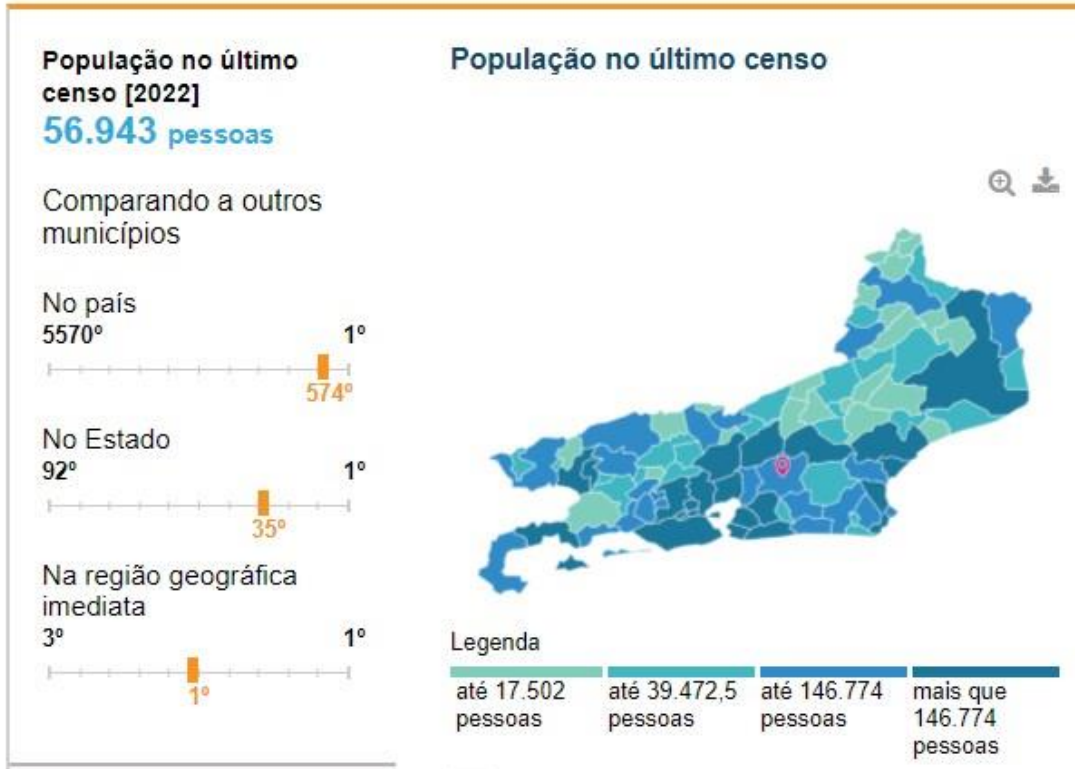 População no último
censo [2022]
56.943 pessoas
Comparando a outros
municípios
No país
5570º 1º
574º
No Estado
92º 1º
35º
Na região geográfica
imediata
3º 1º
1º
População no último censo
Legenda
até 17.502
pessoas
até 39.472,5
pessoas
até 146.774
pessoas
mais que
146.774
pessoas